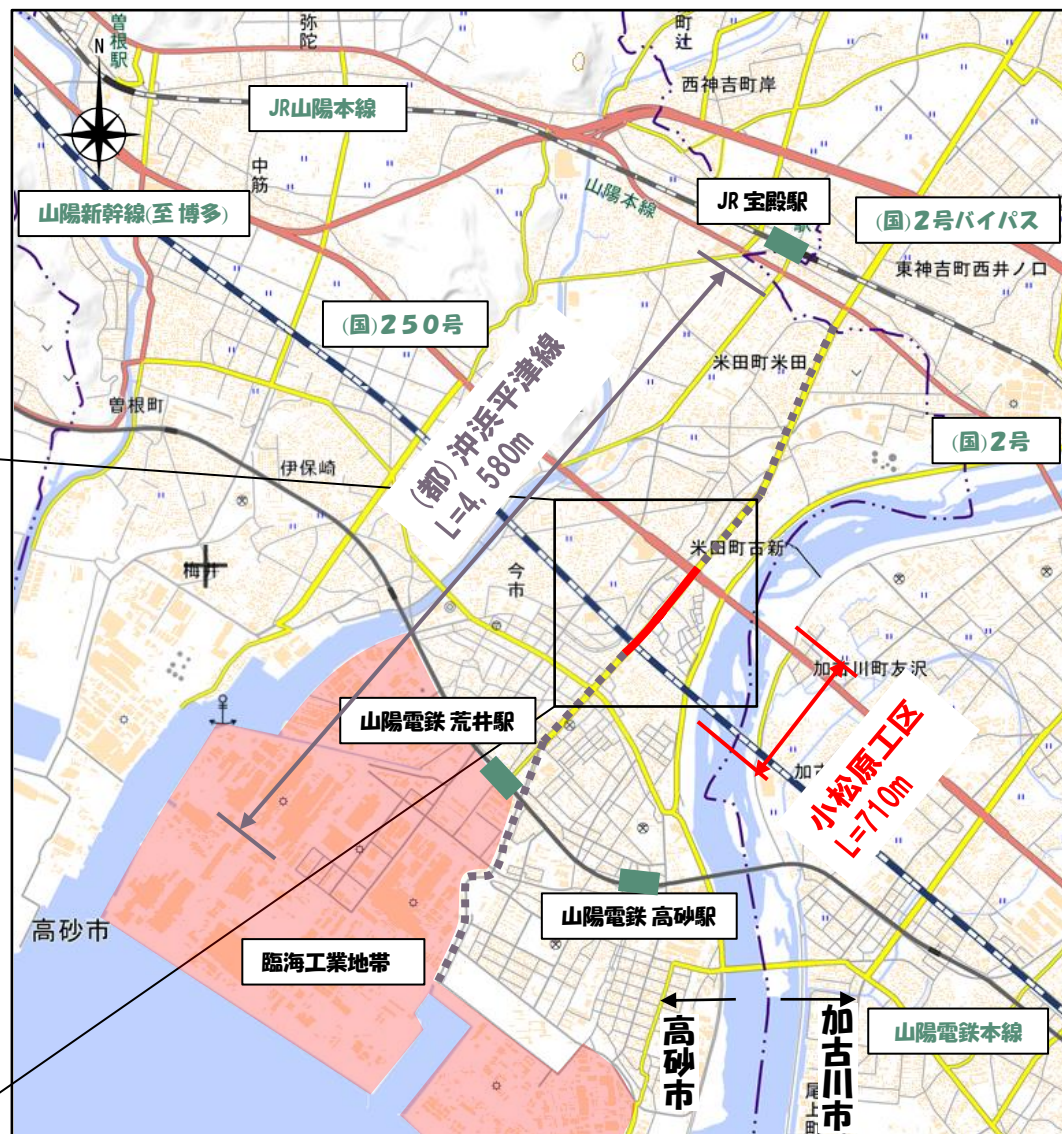 曽根駅
弥陀
町辻
N
西神吉町岸
JR山陽本線
中筋
山陽本線
JR 宝殿駅
駅
山陽新幹線(至 博多)
(国)2号バイパス
東神吉町西井ノ口
(国)250号
米田町米田
曽根町
(都)沖浜平津線
L=4,580m
(国)2号
伊保崎
米田町古新
梅井
今市
加古川町友沢
山陽電鉄 荒井駅
小松原工区
L=710m
山陽電鉄 高砂駅
高砂市
臨海工業地帯
高砂市
加古川市
山陽電鉄本線
尾上町